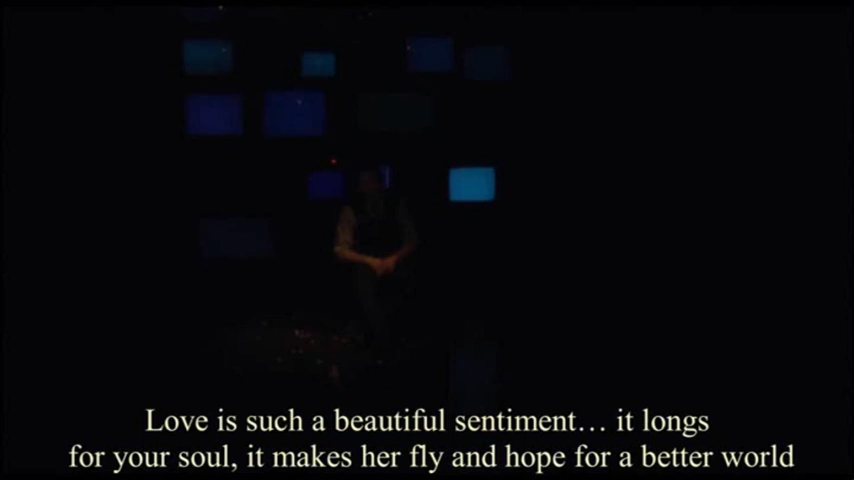 Love is such a beautiful sentiment… it longs
for your soul, it makes her fly and hope for a better world